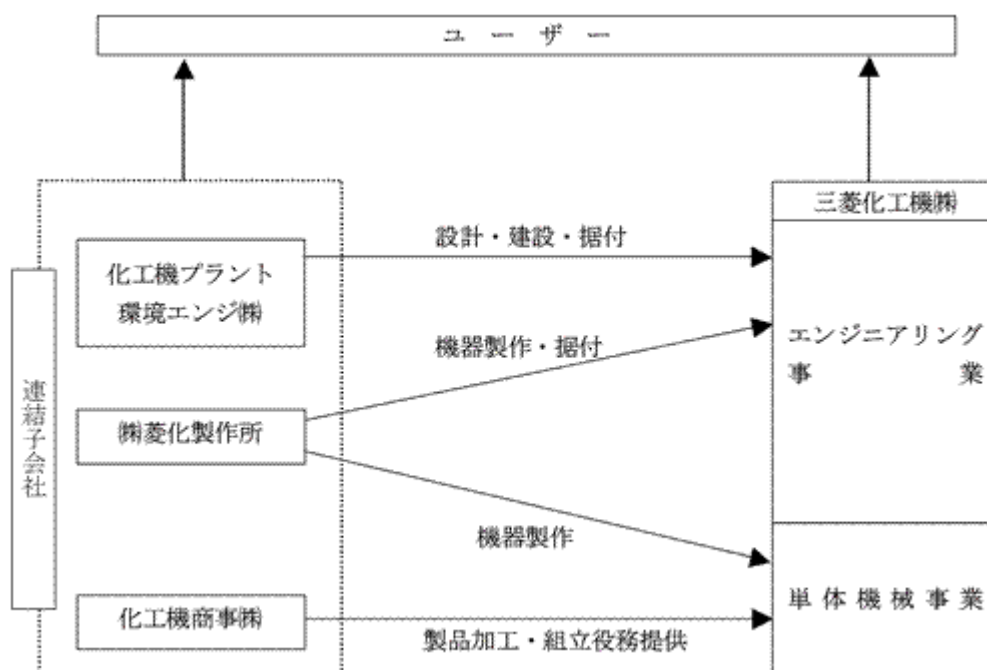 ユーザー
三菱化工機㈱
設計・建設・据付
化工機プラント
環境エンジ㈱
エンジニアリング
事業
機器製作・据付
連結子会社
㈱菱化製作所
機器製作
単体機械事業
化工機商事㈱
製品加工・組立役務提供